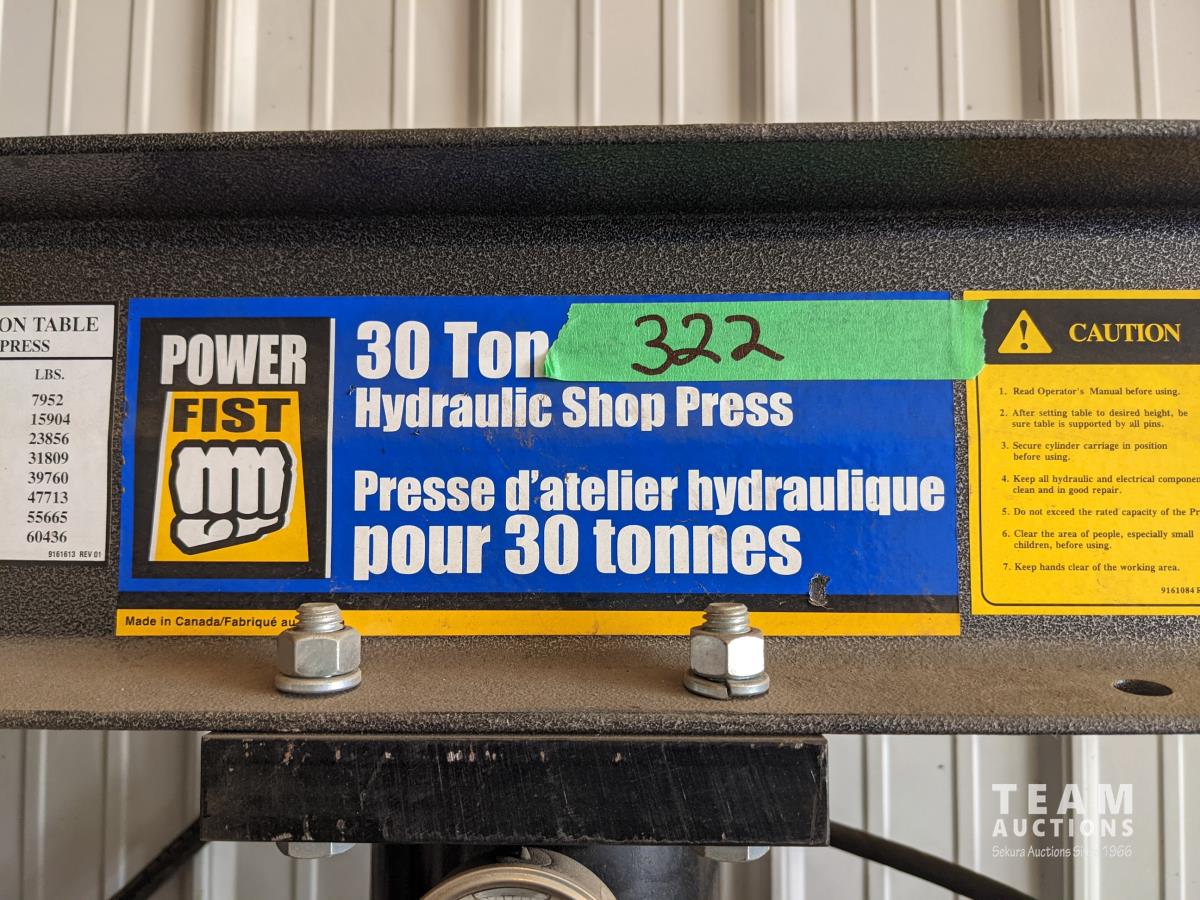 ON TABLE
PRESS
LBS.
7952
15904
23856
31809
39760
47713
55665
60436
9161613 REV 01
POWER
FIST
30 Ton
322
Hydraulic Shop Press
Presse d'atelier hydraulique
pour 30 tonnes
Made in Canada/Fabriqué au
CAUTION
1. Read Operator's Manual before using.
2. After setting table to desired height, be
sure table is supported by all pins.
3. Secure cylinder carriage in position
before using.
4. Keep all hydraulic and electrical componen
clean and in good repair.
5. Do not exceed the rated capacity of the Pr
6. Clear the area of people, especially small
children, before using.
7. Keep hands clear of the working area.
9161084 R
TEAM
AUCTIONS
Sekura Auctions Since 1966